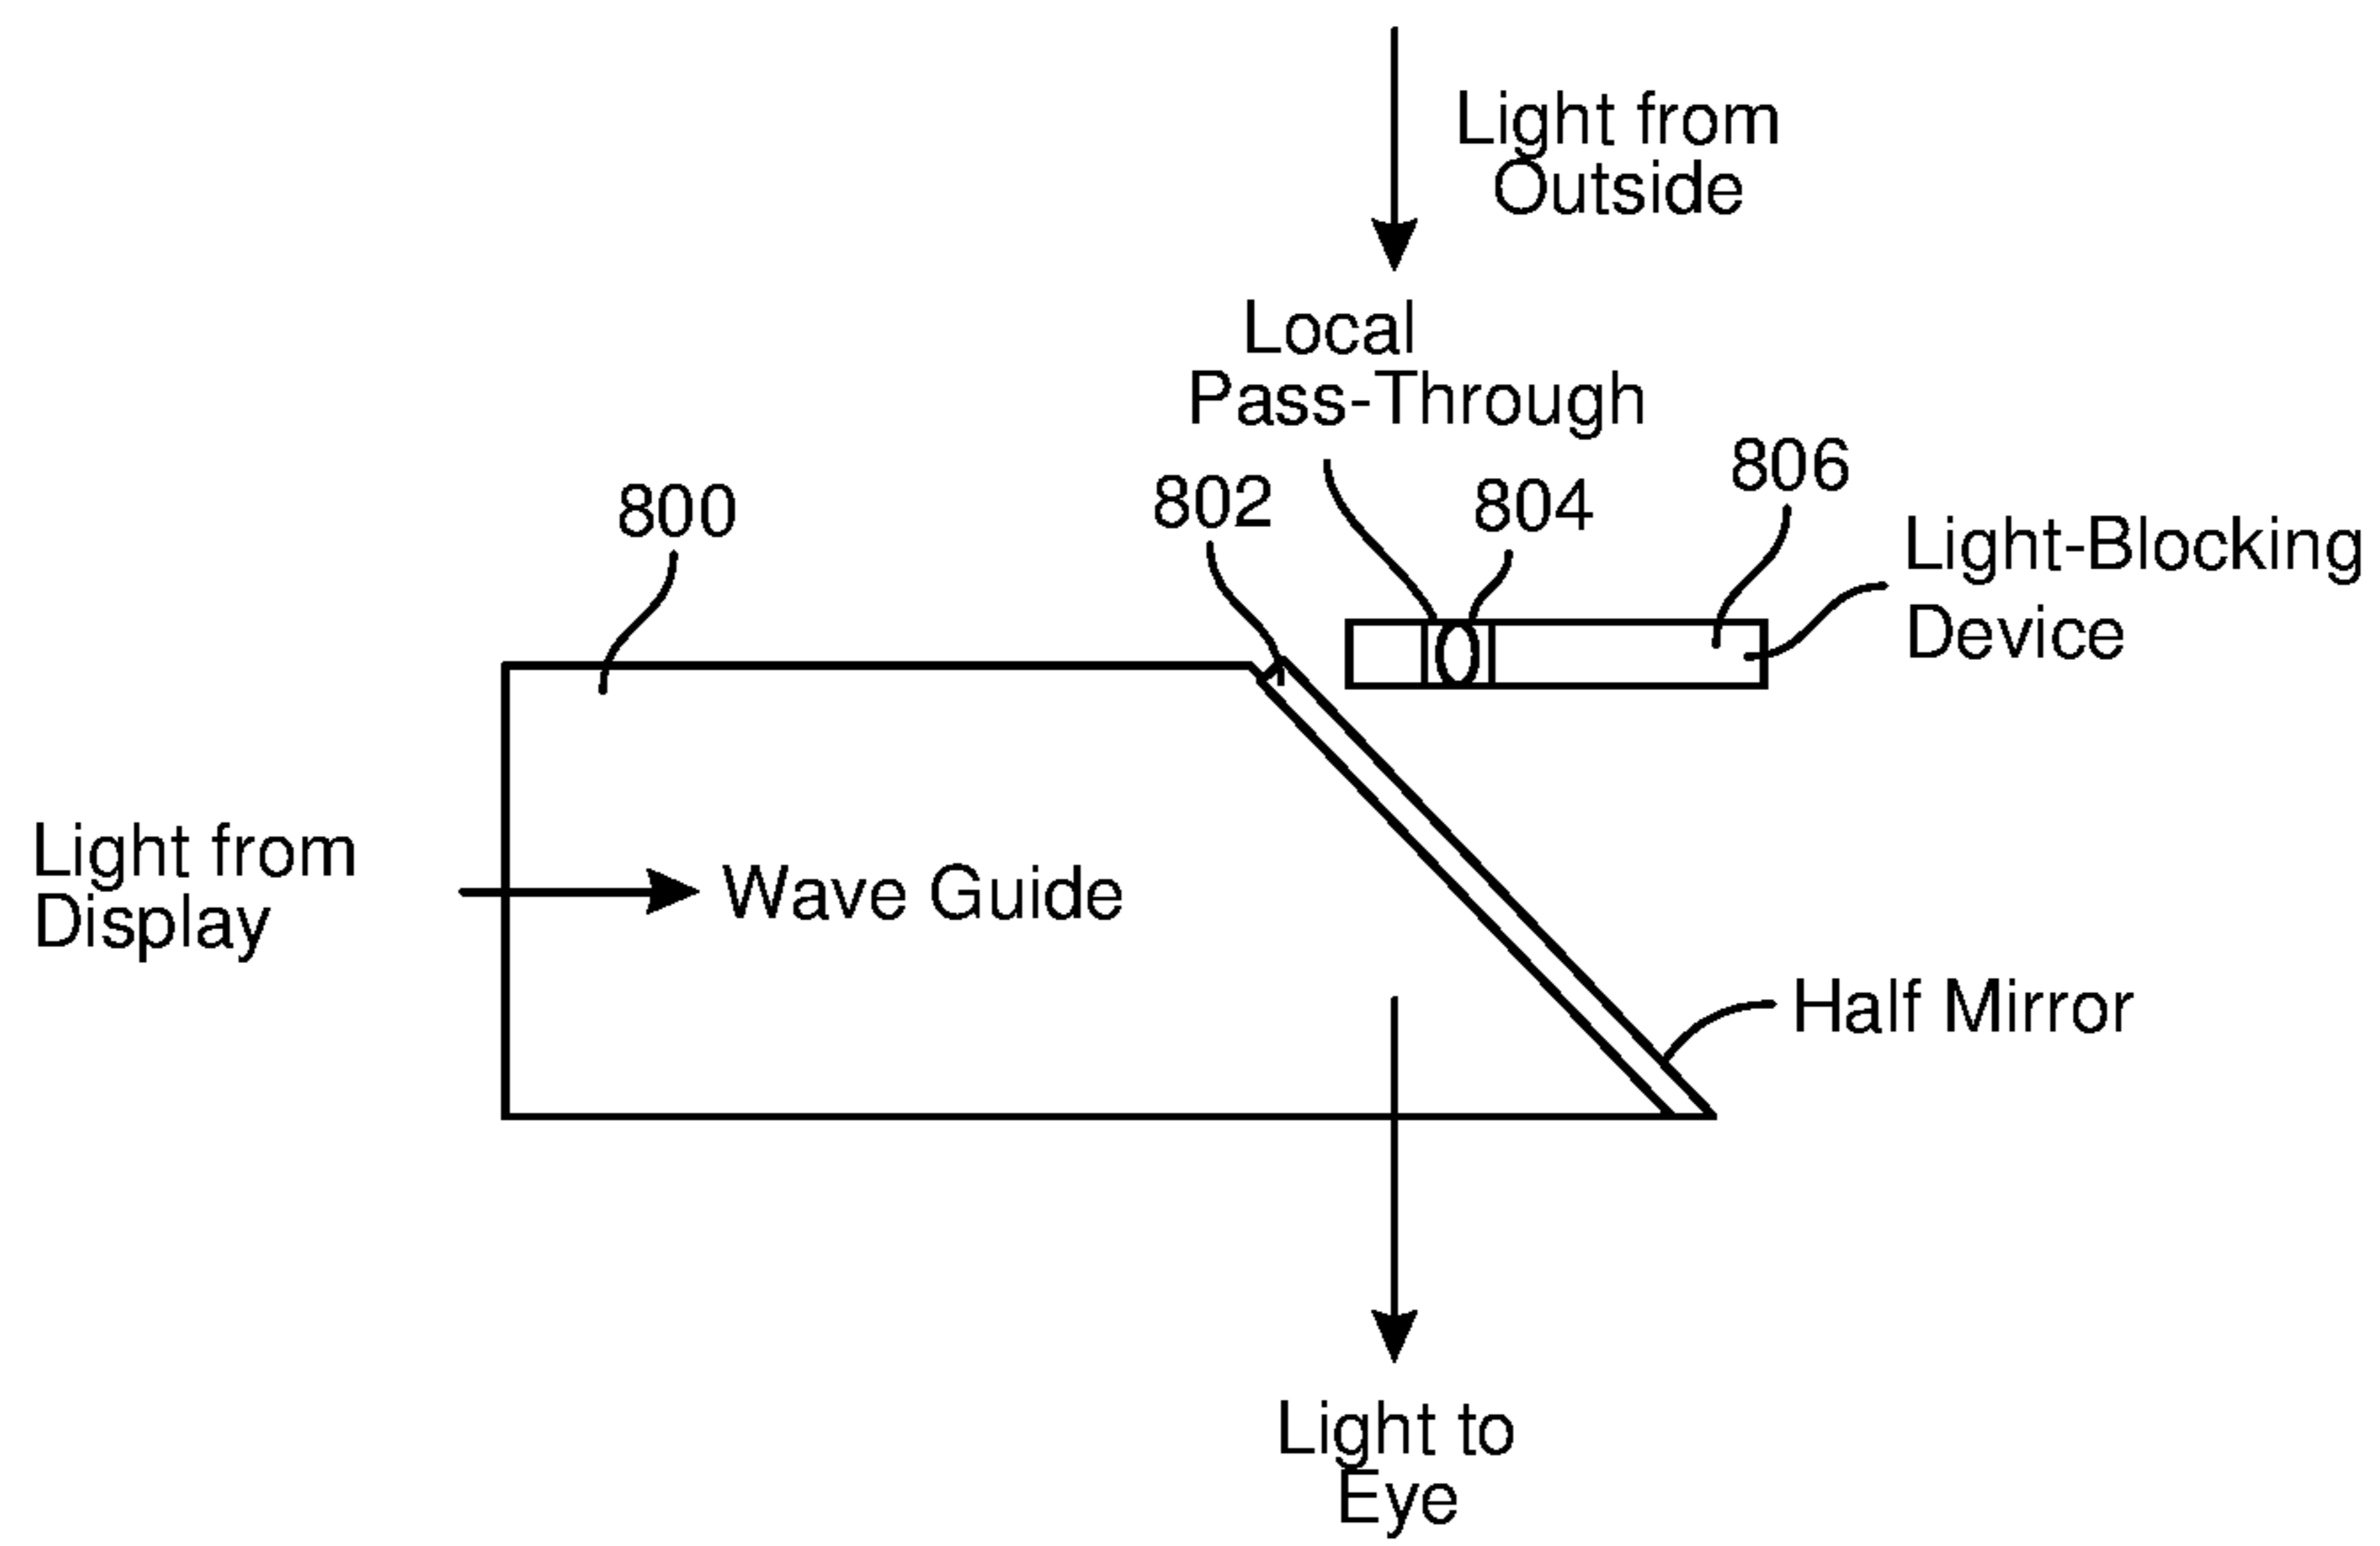 Light from
Outside
Local
Pass-Through
802
804
806
800
Light-Blocking
Device
Light from
Display
Wave Guide
Half Mirror
Light to
Eye